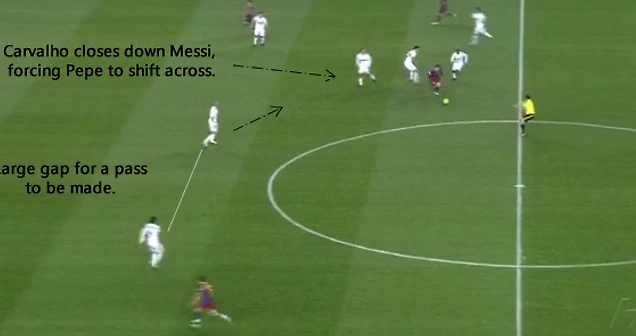 Carvalho closes down Messi,
forcing Pepe to shift across.
arge gap for a pass
to be made.